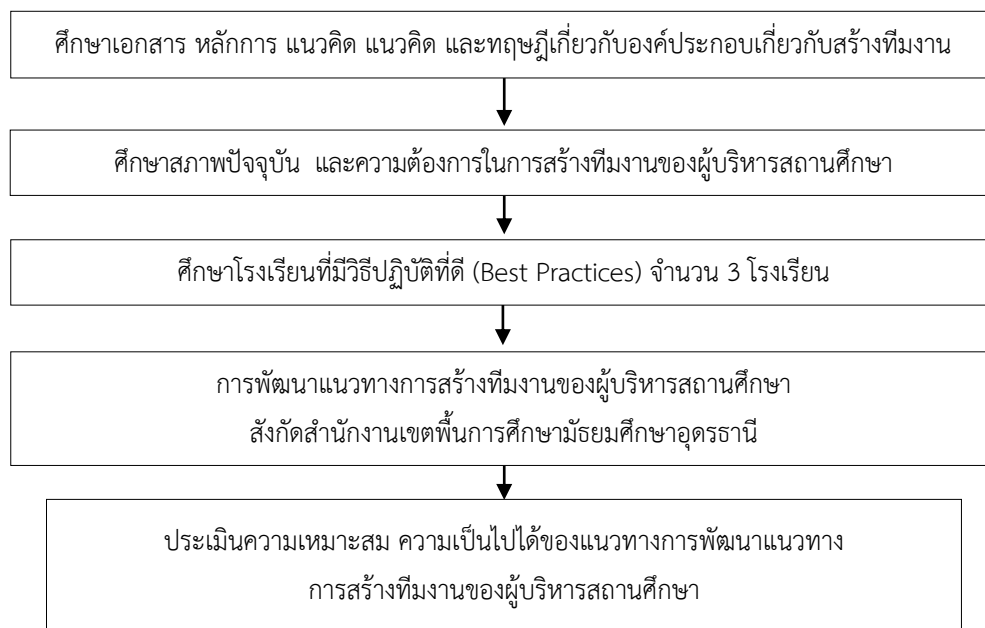 ศึกษาเอกสาร หลักการ แนวคิด แนวคิด และทฤษฎีเกี่ยวกับองค์ประกอบเกี่ยวกับสร้างทีมงาน
ศึกษาสภาพปัจจุบัน และความต้องการในการสร้างทีมงานของผู้บริหารสถานศึกษา
ศึกษาโรงเรียนที่มีวิธีปฏิบัติที่ดี (Best Practices) จำนวน 3 โรงเรียน
การพัฒนาแนวทางการสร้างทีมงานของผู้บริหารสถานศึกษา
สังกัดสำนักงานเขตพื้นการศึกษามัธยมศึกษาอุดรธานี
ประเมินความเหมาะสม ความเป็นไปได้ของแนวทางการพัฒนาแนวทาง
การสร้างทีมงานของผู้บริหารสถานศึกษา